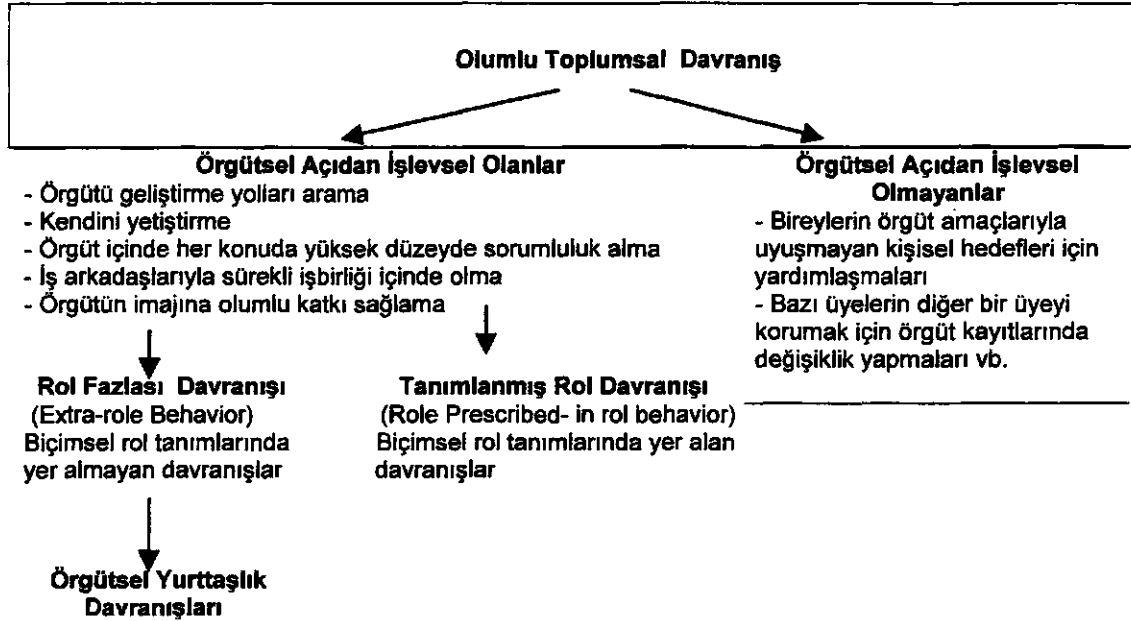 Olumlu Toplumsal Davranış
Örgütsel Açıdan İşlevsel Olanlar
- Örgütü geliştirme yolları arama
- Kendini yetiştirme
- Örgüt içinde her konuda yüksek düzeyde sorumluluk alma
- İş arkadaşlarıyla sürekli işbirliği içinde olma
- Örgütün imajına olumlu katkı sağlama
Örgütsel Açıdan İşlevsel
Olmayanlar
- Bireylerin örgüt amaçlarıyla
uyuşmayan kişisel hedefleri için
yardımlaşmaları
- Bazı üyelerin diğer bir üyeyi
korumak için örgüt kayıtlarında
değişiklik yapmaları vb.
Rol Fazlası Davranışı
(Extra-role Behavior)
Biçimsel rol tanımlarında
yer almayan davranışlar
Tanımlanmış Rol Davranışı
(Role Prescribed- in rol behavior)
Biçimsel rol tanımlarında yer alan
davranışlar
Örgütsel Yurttaşlık
Davranışları